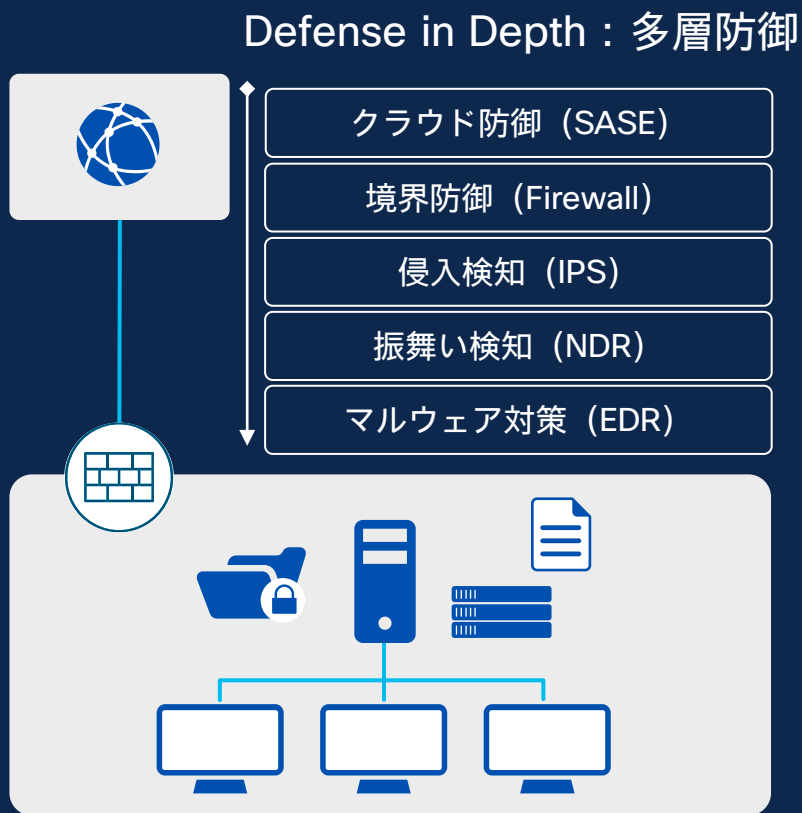 Defense in Depth：多層防御
クラウド防御（SASE）
境界防御（Firewall）
侵入検知（IPS）
振舞い検知（NDR）
マルウェア対策（EDR）